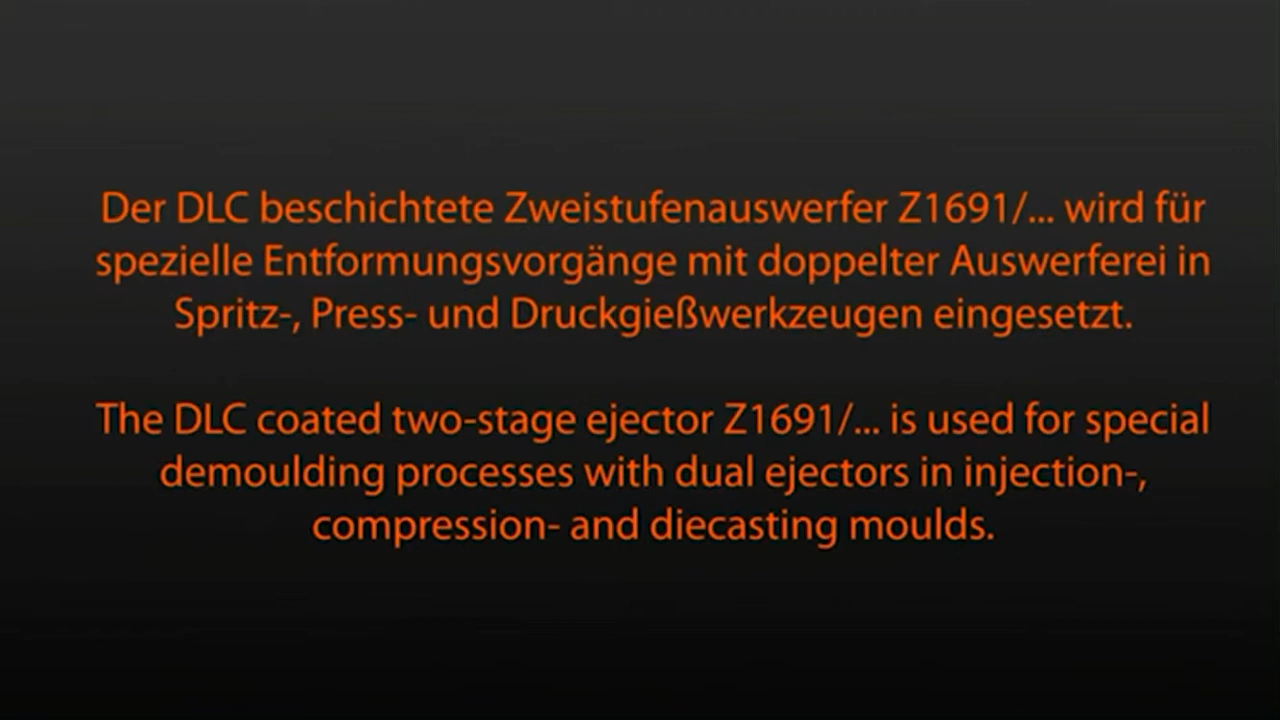 Der DLC beschichtete Zweistufenauswerfer Z1691/... wird für
spezielle Entformungsvorgänge mit doppelter Auswerferei in
Spritz-, Press- und Druckgießwerkzeugen eingesetzt.
The DLC coated two-stage ejector Z1691/... is used for special
demoulding processes with dual ejectors in injection-,
compression- and diecasting moulds.